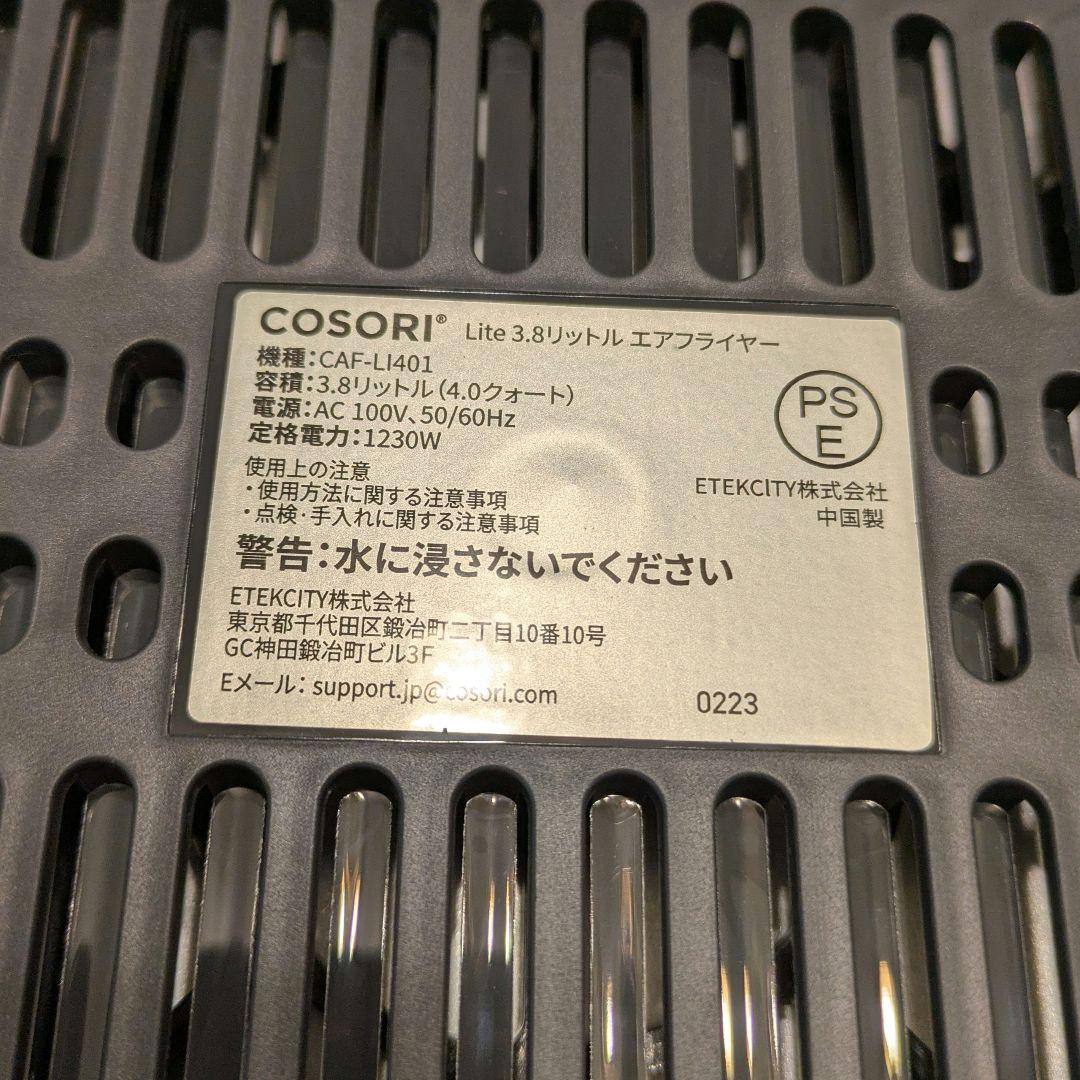 COSORI® Lite 3.8リットル エアフライヤー
機種：CAF-LI401
容積：3.8リットル（4.0クォート）
電源：AC 100V、50/60Hz
定格電力：1230W
PS
E
使用上の注意
・使用方法に関する注意事項
・点検・手入れに関する注意事項
ETEKCITY株式会社
中国製
警告：水に浸さないでください
ETEKCITY株式会社
東京都千代田区鍛冶町二丁目10番10号
GC神田鍛冶町ビル3F
Eメール：support.jp@cosori.com
0223